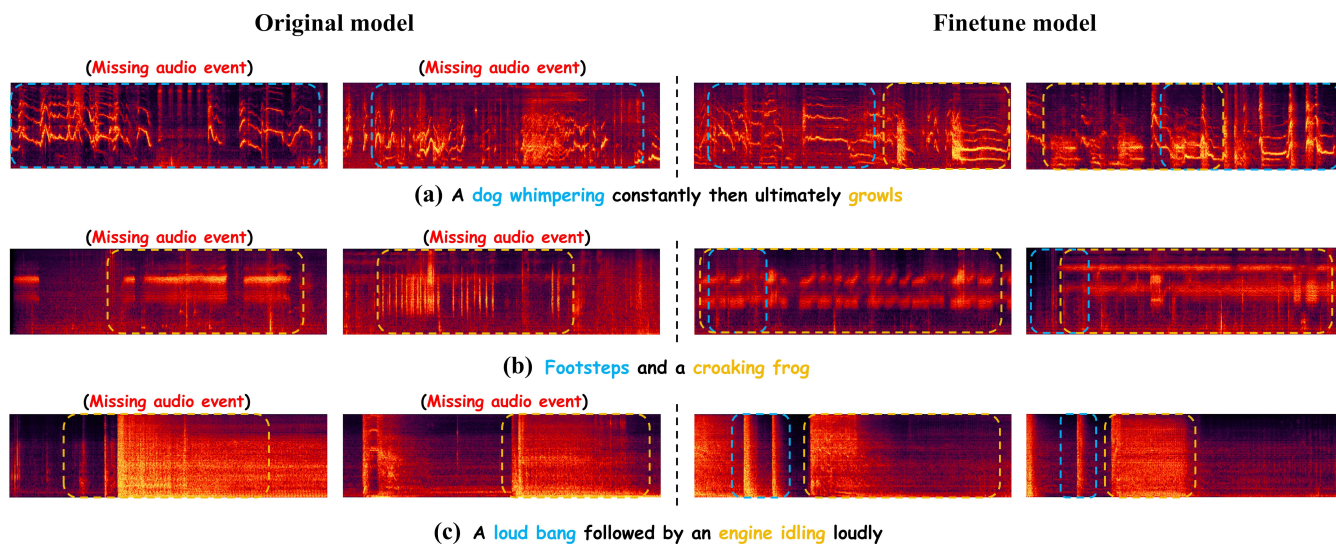 Original model Finetune model
(Missing audio event) (Missing audio event)
(a) A dog whimpering constantly then ultimately growls
(Missing audio event) (Missing audio event)
(b) Footsteps and a croaking frog
(Missing audio event) (Missing audio event)
(c) A loud bang followed by an engine idling loudly